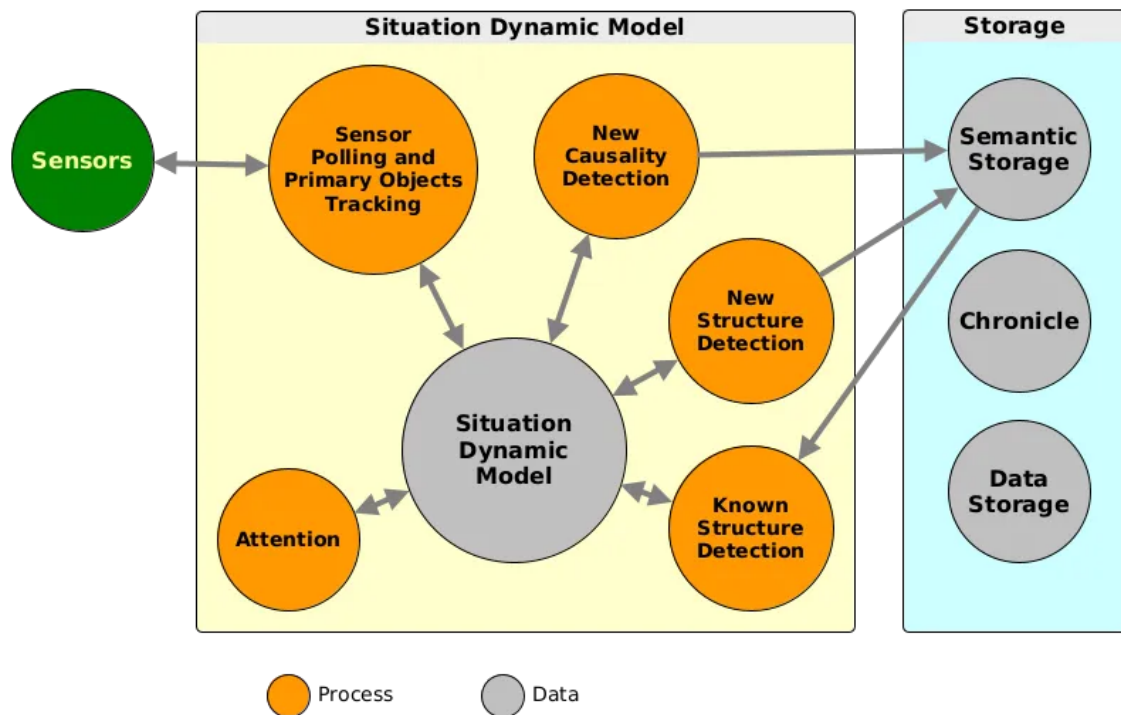 Situation Dynamic Model
Storage
Sensors
Sensor
Polling and
Primary Objects
Tracking
New
Causality
Detection
Semantic
Storage
New
Structure
Detection
Chronicle
Situation
Dynamic
Model
Attention
Known
Structure
Detection
Data
Storage
Process
Data